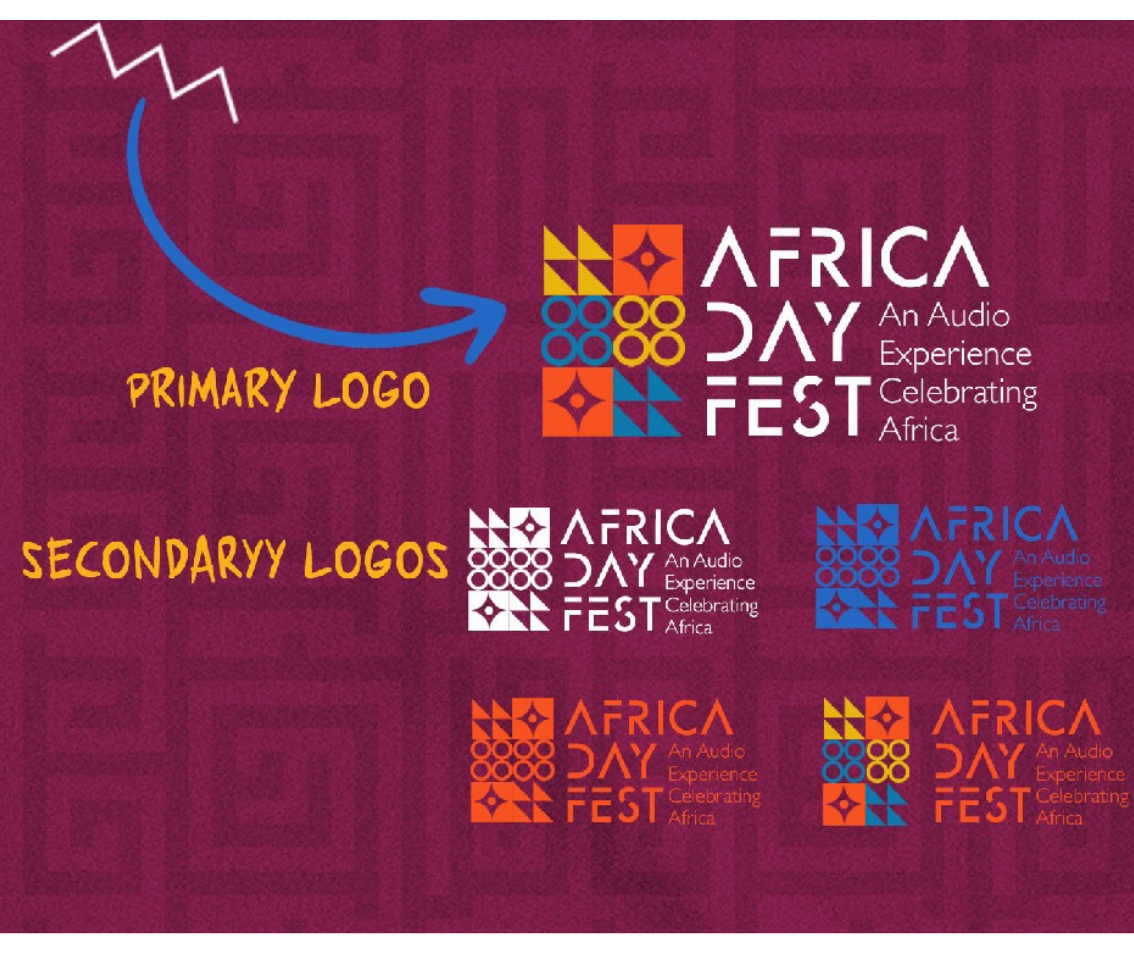 AFRICA
DAY
FEST
An Audio
Experience
Celebrating
Africa
PRIMARY LOGO
SECONDARYY LOGOS
AFRICA
DAY
FEST
An Audio
Experience
Celebrating
Africa
AFRICA
DAY
FEST
An Audio
Experience
Celebrating
Africa
AFRICA
DAY
FEST
An Audio
Experience
Celebrating
Africa
AFRICA
DAY
FEST
An Audio
Experience
Celebrating
Africa